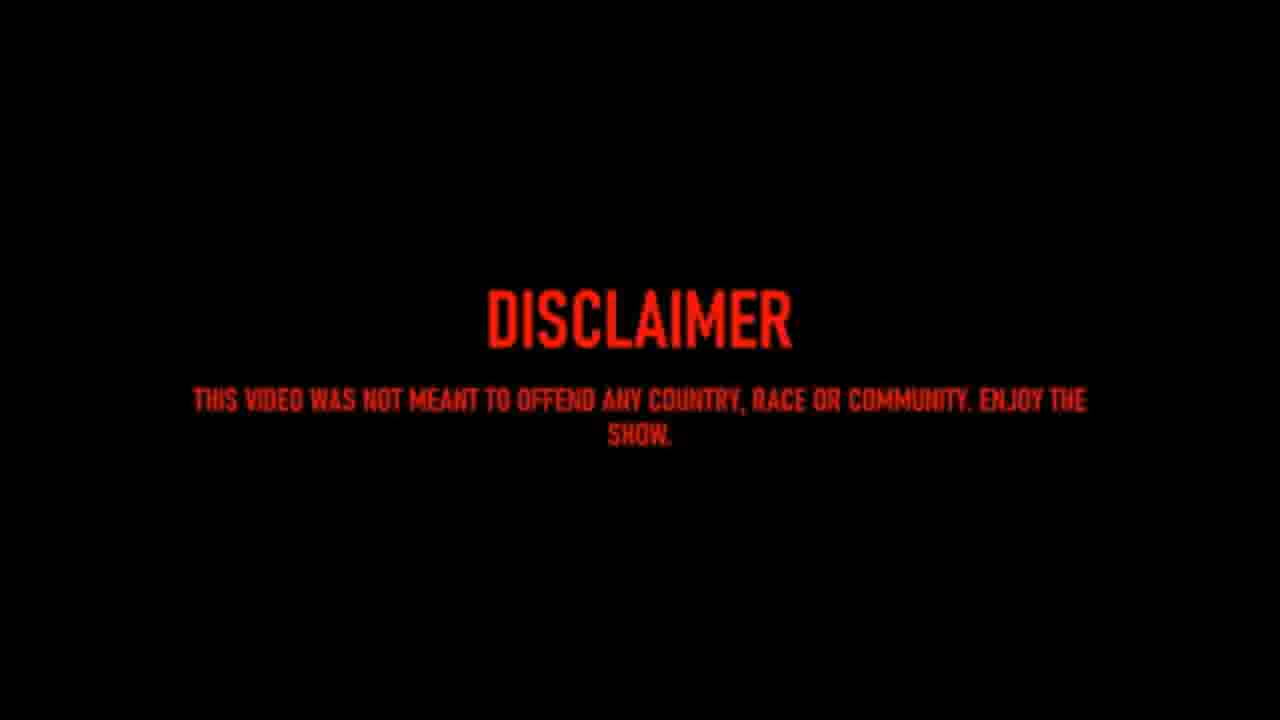 DISCLAIMER
THIS VIDEO WAS NOT MEANT TO OFFEND ANY COUNTRY, RACE OR COMMUNITY. ENJOY THE
SHOW.